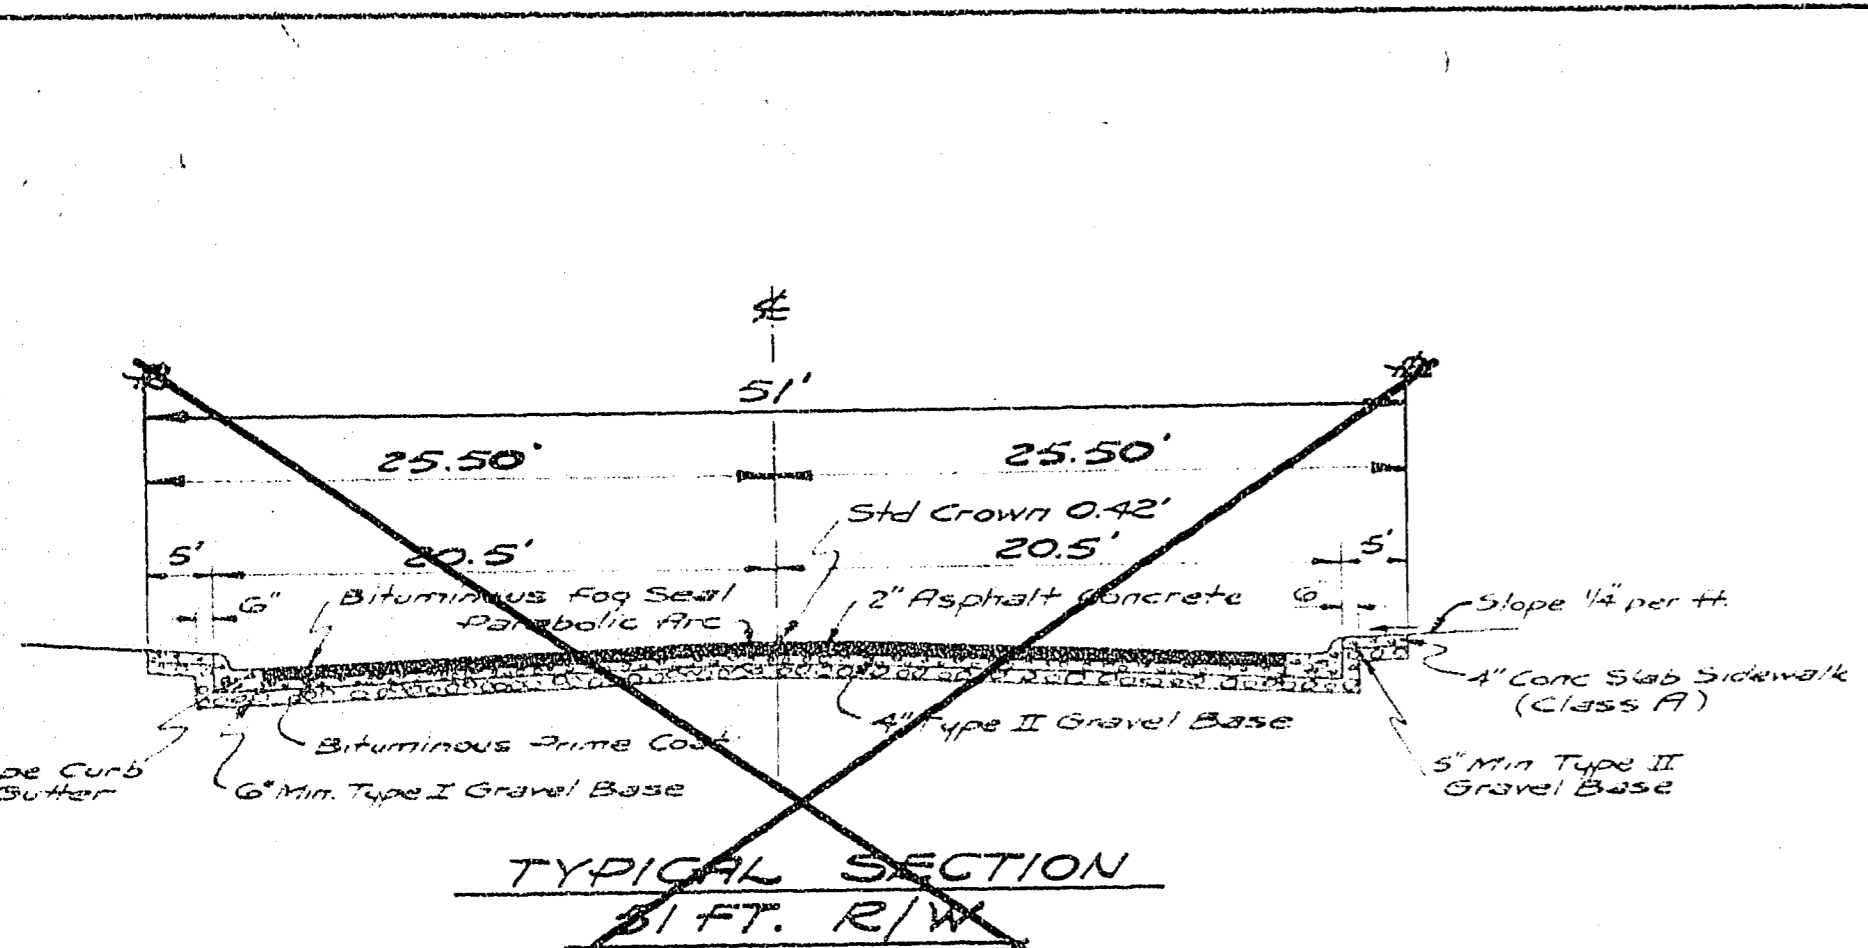 51'
25.50' 25.50'
Std Crown 0.42'
5' 20.5' 20.5' 5'
6" Bituminous Fog Seal 2" Asphalt Concrete 6" Slope 1/4" per ft.
Parabolic Arc
4" Conc Slab Sidewalk
(Class A)
4" Type II Gravel Base
Bituminous Prime Coat
Curb
Gutter
6" Min. Type I Gravel Base
5" Min Type II
Gravel Base
TYPICAL SECTION
51 FT. R/W